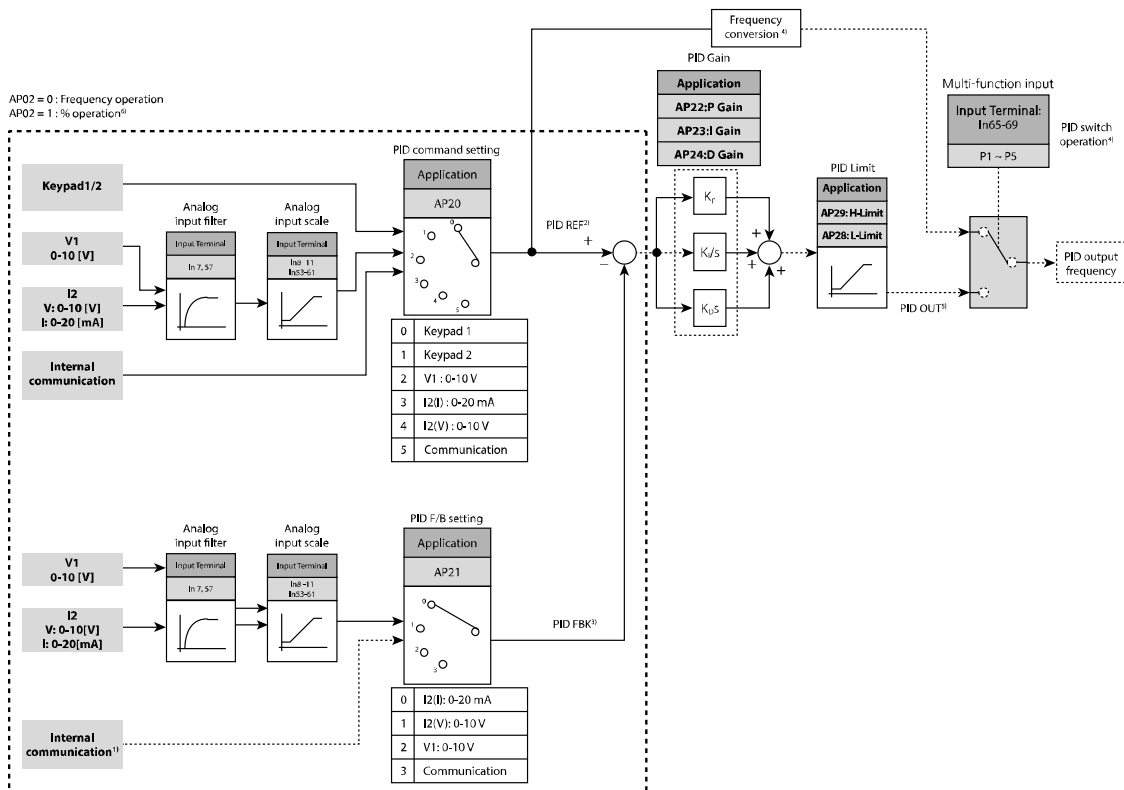 Frequency
conversion ⁴⁾
PID Gain
Application
AP22:P Gain
AP23:I Gain
AP24:D Gain
Multi-function input
Input Terminal:
In65-69
P1 ~ P5
PID switch
operation⁴⁾
AP02 = 0 : Frequency operation
AP02 = 1 : % operation⁶⁾
PID command setting
Application
AP20
Keypad1/2
Analog
input filter
Input Terminal
In 7, 57
Analog
input scale
Input Terminal
In8 -11
In53-61
V1
0-10 [V]
I2
V: 0-10 [V]
I: 0-20 [mA]
Internal
communication
0
1
2
3
4
5
0 Keypad 1
1 Keypad 2
2 V1 : 0-10 V
3 I2(I) : 0-20 mA
4 I2(V) : 0-10 V
5 Communication
PID REF²⁾
+
−
KP
KI/s
KDs
+
+
+
PID Limit
Application
AP29: H-Limit
AP28: L-Limit
PID OUT⁵⁾
PID output
frequency
PID F/B setting
Application
AP21
Analog
input filter
Input Terminal
In 7, 57
Analog
input scale
Input Terminal
In8 -11
In53-61
V1
0-10 [V]
I2
V: 0-10[V]
I: 0-20[mA]
Internal
communication¹⁾
0
1
2
3
PID FBK³⁾
0 I2(I): 0-20 mA
1 I2(V): 0-10 V
2 V1: 0-10 V
3 Communication